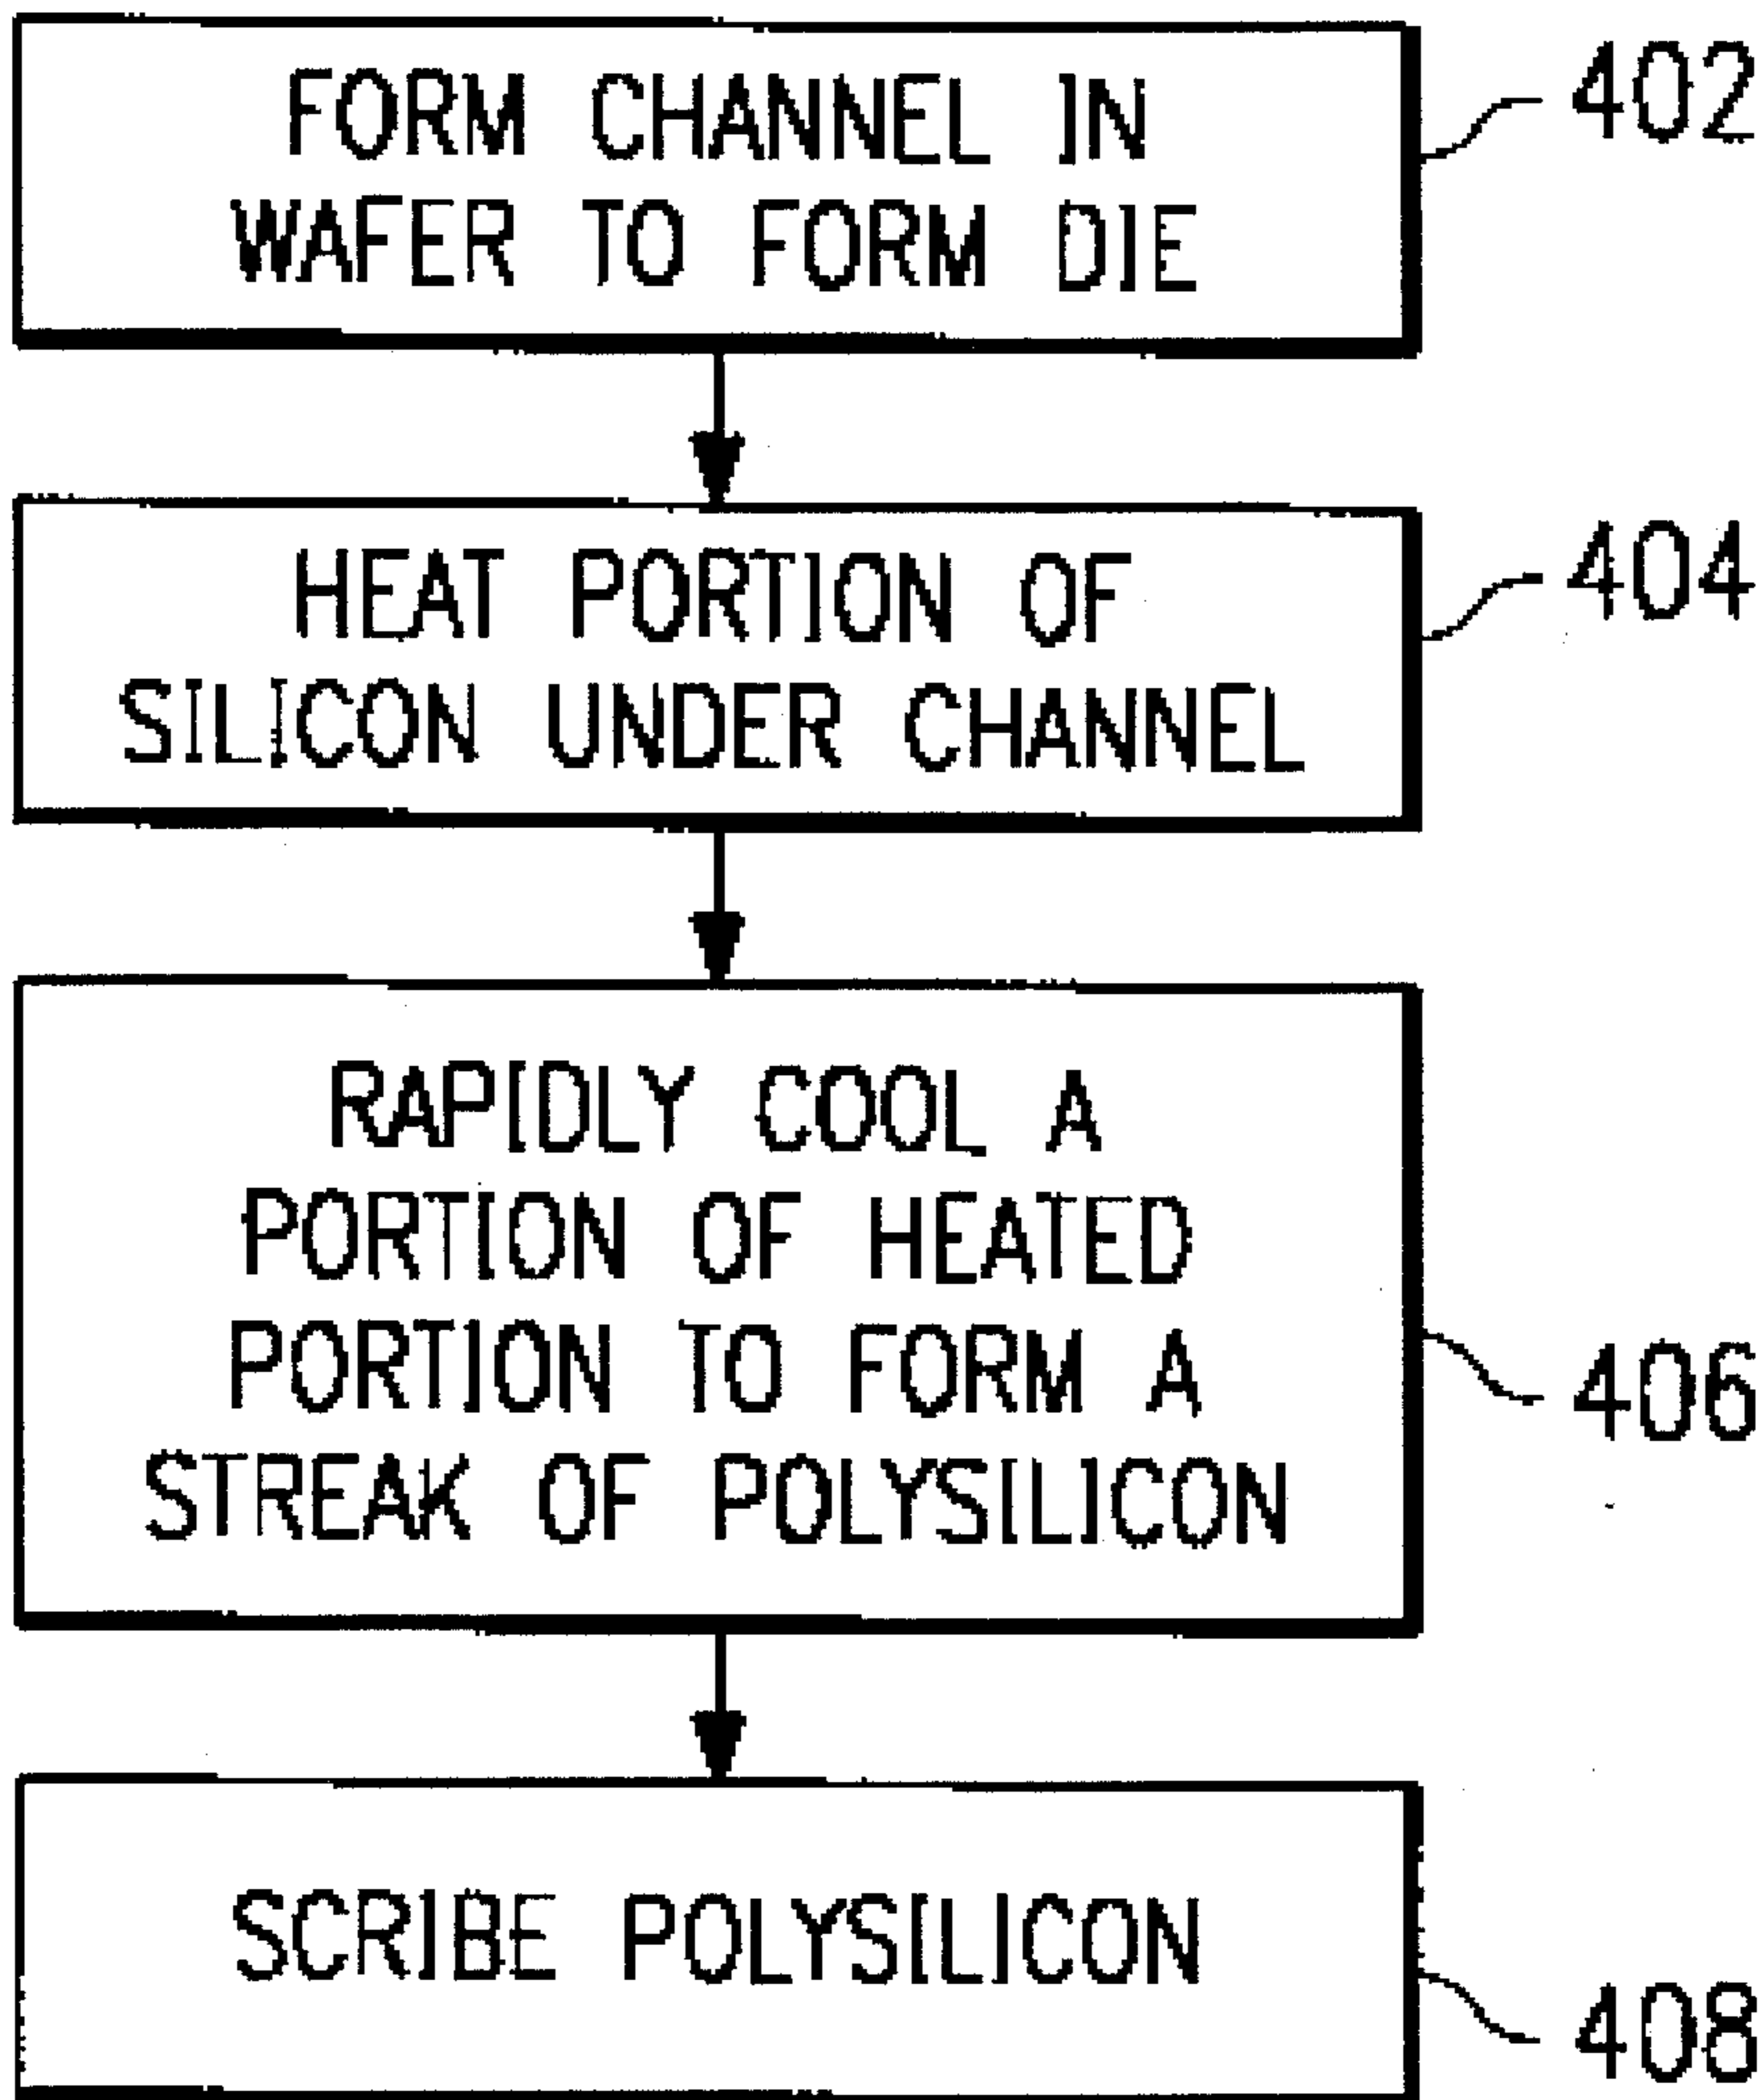 FORM CHANNEL IN
WAFER TO FORM DIE
402
HEAT PORTION OF
SILICON UNDER CHANNEL
404
RAPIDLY COOL A
PORTION OF HEATED
PORTION TO FORM A
STREAK OF POLYSILICON
406
SCRIBE POLYSILICON
408